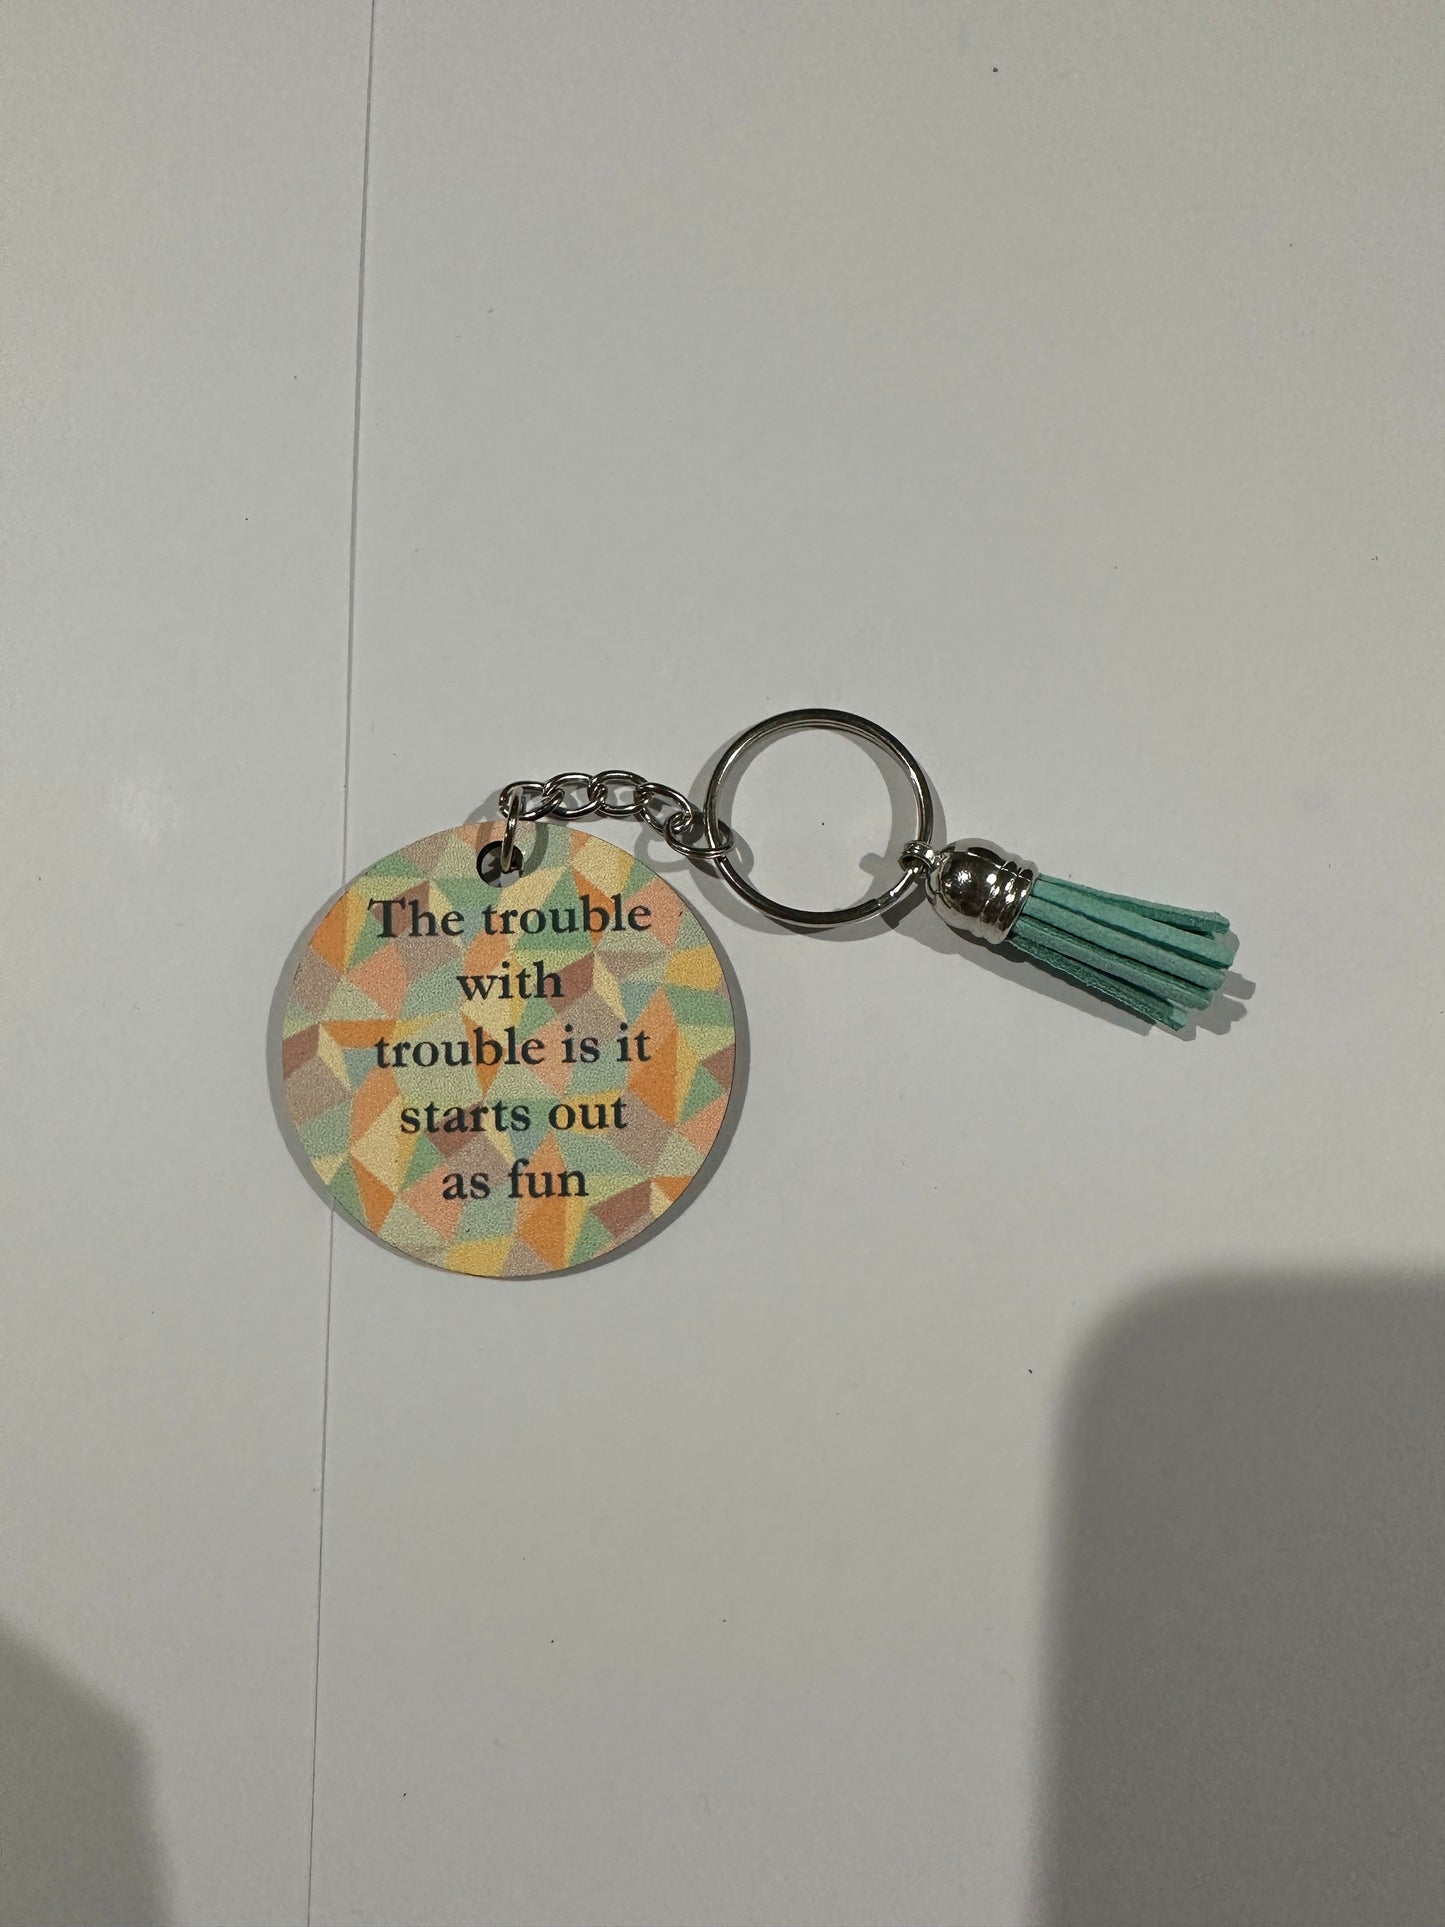 The trouble
with
trouble is it
starts out
as fun